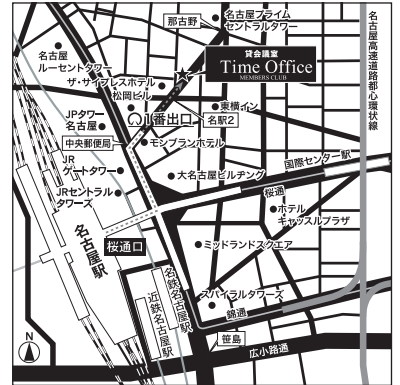 那古野
名古屋プライム
セントラルタワー
名古屋
ルーセントタワー
貸会議室
Time Office
MEMBERS CLUB
ザ・サイプレスホテル
松岡ビル
東横イン
JPタワー
名古屋
1番出口
名駅2
中央郵便局
モンブランホテル
JR
ゲートタワー
国際センター駅
大名古屋ビルヂング
JRセントラル
タワーズ
桜通
ホテル
キャッスルプラザ
名古屋駅
桜通口
ミッドランドスクエア
名鉄名古屋駅
近鉄名古屋駅
スパイラルタワーズ
錦通
笹島
広小路通
名古屋高速道路都心環状線
N